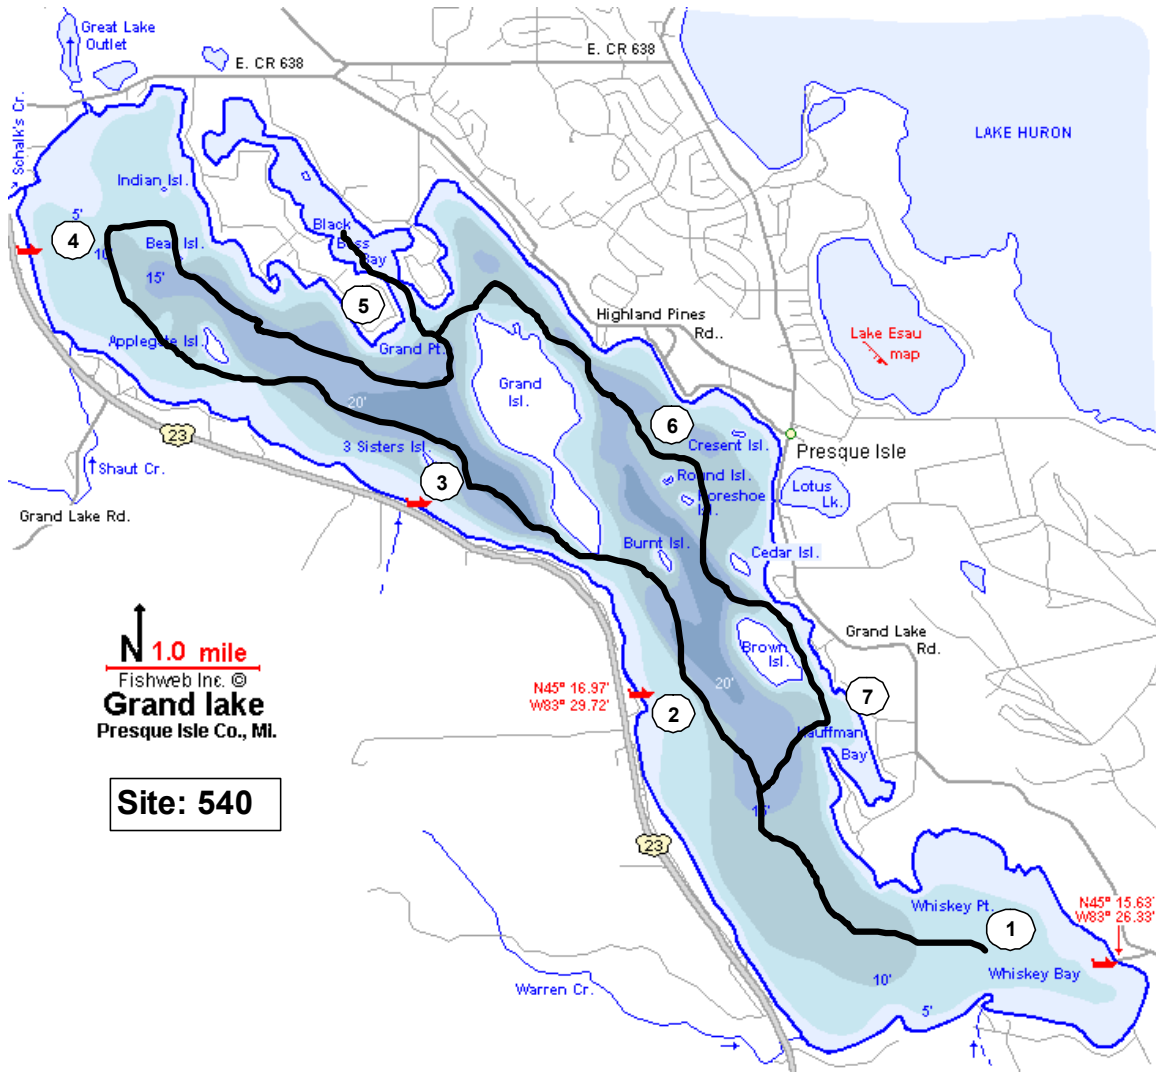 Great Lake
Outlet
E. CR 638
E. CR 638
Schalk's Cr.
LAKE HURON
Indian Isl.
5'
4
Black
Bass
Bay
Bear Isl.
10'
15'
5
Highland Pines
Rd..
Lake Esau
map
Applegate Isl.
Grand Pt.
Grand
Isl.
20'
6
23
3 Sisters Isl.
Cresent Isl.
Presque Isle
Shaut Cr.
3
Round Isl.
Horeshoe
Isl.
Lotus
Lk.
Grand Lake Rd.
Burnt Isl.
Cedar Isl.
N 1.0 mile
Fishweb Inc. ©
Grand lake
Presque Isle Co., Mi.
Grand Lake
Rd.
Brown
Isl.
N45° 16.97'
W83° 29.72'
20'
7
2
Kauffman
Bay
Site: 540
15'
23
Whiskey Pt.
N45° 15.63'
W83° 26.33'
1
Whiskey Bay
Warren Cr.
10'
5'